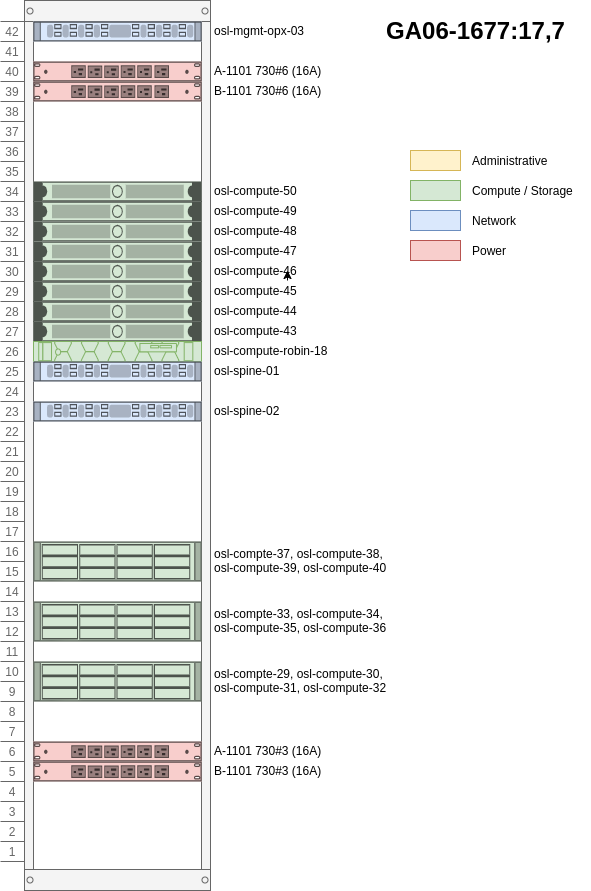 GA06-1677:17,7
42 osl-mgmt-opx-03
41
40 A-1101 730#6 (16A)
39 B-1101 730#6 (16A)
38
37
36
35
34 osl-compute-50
33 osl-compute-49
32 osl-compute-48
31 osl-compute-47
30 osl-compute-46
29 osl-compute-45
28 osl-compute-44
27 osl-compute-43
26 osl-compute-robin-18
25 osl-spine-01
24
23 osl-spine-02
22
21
20
19
18
17
16 osl-compte-37, osl-compute-38,
15 osl-compute-39, osl-compute-40
14
13 osl-compte-33, osl-compute-34,
12 osl-compute-35, osl-compute-36
11
10 osl-compte-29, osl-compute-30,
9 osl-compute-31, osl-compute-32
8
7
6 A-1101 730#3 (16A)
5 B-1101 730#3 (16A)
4
3
2
1
Administrative
Compute / Storage
Network
Power